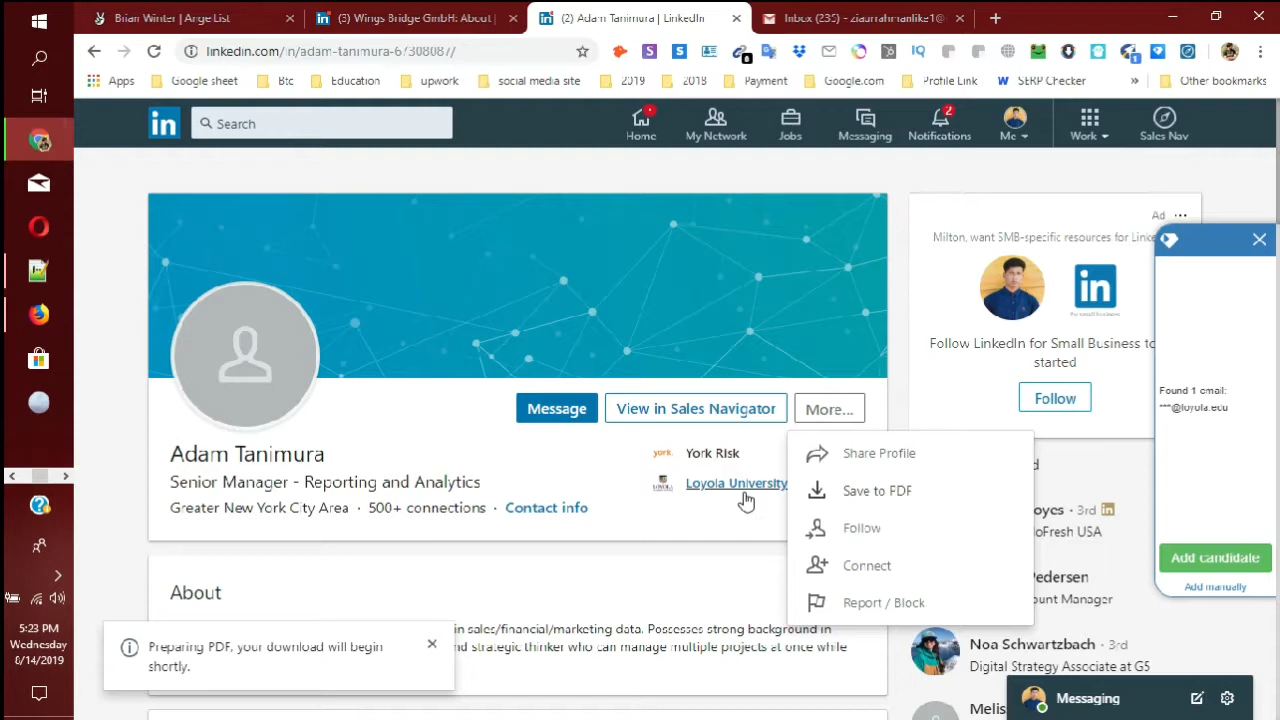 Brian Winter | AngelList
(3) Wings Bridge GmbH: About |
(2) Adam Tanimura | LinkedIn
Inbox (235) - ziaurrahmanlike1@
linkedin.com/in/adam-tanimura-67308087/
Apps
Google sheet
Btc
Education
upwork
social media site
2019
2018
Payment
Google.com
Profile Link
SERP Checker
Other bookmarks
in
Search
Home
My Network
Jobs
Messaging
2
Notifications
Me
Work
Sales Nav
Ad
Milton, want SMB-specific resources for Linke
in
Follow LinkedIn for Small Business to
started
Follow
Found 1 email:
***@loyola.edu
Add candidate
Add manually
Message
View in Sales Navigator
More...
Adam Tanimura
Senior Manager - Reporting and Analytics
Greater New York City Area · 500+ connections · Contact info
york.
York Risk
Loyola University
Share Profile
Save to PDF
Follow
Connect
Report / Block
About
in sales/financial/marketing data. Possesses strong background in
and strategic thinker who can manage multiple projects at once while
Preparing PDF, your download will begin
shortly.
oyes · 3rd
loFresh USA
Pedersen
ount Manager
Noa Schwartzbach · 3rd
Digital Strategy Associate at G5
Melis
Messaging
5:23 PM
Wednesday
8/14/2019